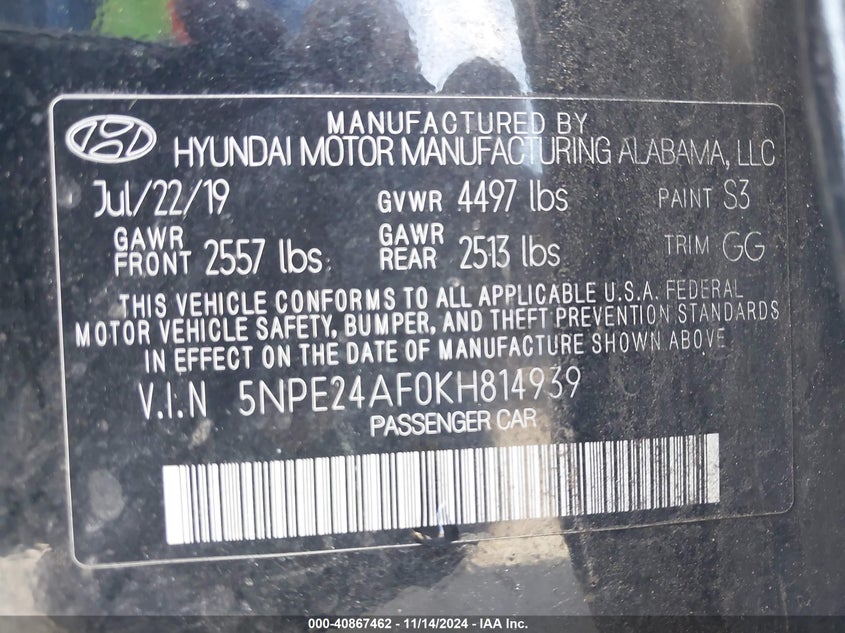 MANUFACTURED BY
HYUNDAI MOTOR MANUFACTURING ALABAMA, LLC
Jul/22/19 GVWR 4497 lbs PAINT S3
GAWR FRONT 2557 lbs GAWR REAR 2513 lbs TRIM GG
THIS VEHICLE CONFORMS TO ALL APPLICABLE U.S.A. FEDERAL
MOTOR VEHICLE SAFETY, BUMPER, AND THEFT PREVENTION STANDARDS
IN EFFECT ON THE DATE OF MANUFACTURE SHOWN ABOVE
V.I.N 5NPE24AF0KH814939
PASSENGER CAR
000-40867462 - 11/14/2024 - IAA Inc.